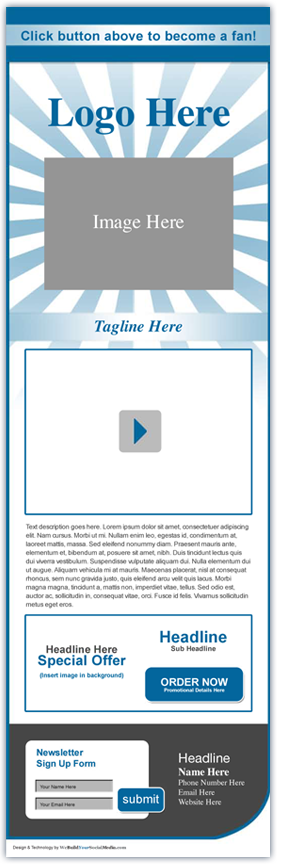 Click button above to become a fan!
Logo Here
Image Here
Tagline Here
Text description goes here. Lorem ipsum dolor sit amet, consectetuer adipiscing
elit. Nam cursus. Morbi ut mi. Nullam enim leo, egestas id, condimentum at,
laoreet mattis, massa. Sed eleifend nonummy diam. Praesent mauris ante,
elementum et, bibendum at, posuere sit amet, nibh. Duis tincidunt lectus quis
dui viverra vestibulum. Suspendisse vulputate aliquam dui. Nulla elementum dui
ut augue. Aliquam vehicula mi at mauris. Maecenas placerat, nisl at consequat
rhoncus, sem nunc gravida justo, quis eleifend arcu velit quis lacus. Morbi
magna magna, tincidunt a, mattis non, imperdiet vitae, tellus. Sed odio est,
auctor ac, sollicitudin in, consequat vitae, orci. Fusce id felis. Vivamus sollicitudin
metus eget eros.
Headline Here
Special Offer
(Insert image in background)
Headline
Sub Headline
ORDER NOW
Promotional Details Here
Newsletter
Sign Up Form
Your Name Here
Your Email Here
submit
Headline
Name Here
Phone Number Here
Email Here
Website Here
Design & Technology by WeBuildYourSocialMedia.com